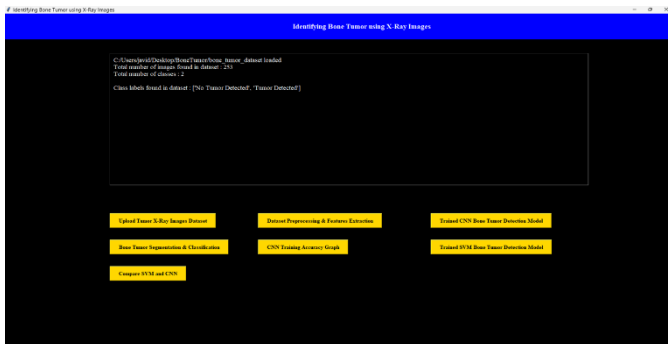 Identifying Bone Tumor using X-Ray Images
Identifying Bone Tumor using X-Ray Images
C:/Users/javid/Desktop/BoneTumor/bone_tumor_dataset loaded
Total number of images found in dataset : 253
Total number of classes : 2
Class labels found in dataset : ['No Tumor Detected', 'Tumor Detected']
Upload Tumor X-Ray Images Dataset
Dataset Preprocessing & Features Extraction
Trained CNN Bone Tumor Detection Model
Bone Tumor Segmentation & Classification
CNN Training Accuracy Graph
Trained SVM Bone Tumor Detection Model
Compare SVM and CNN